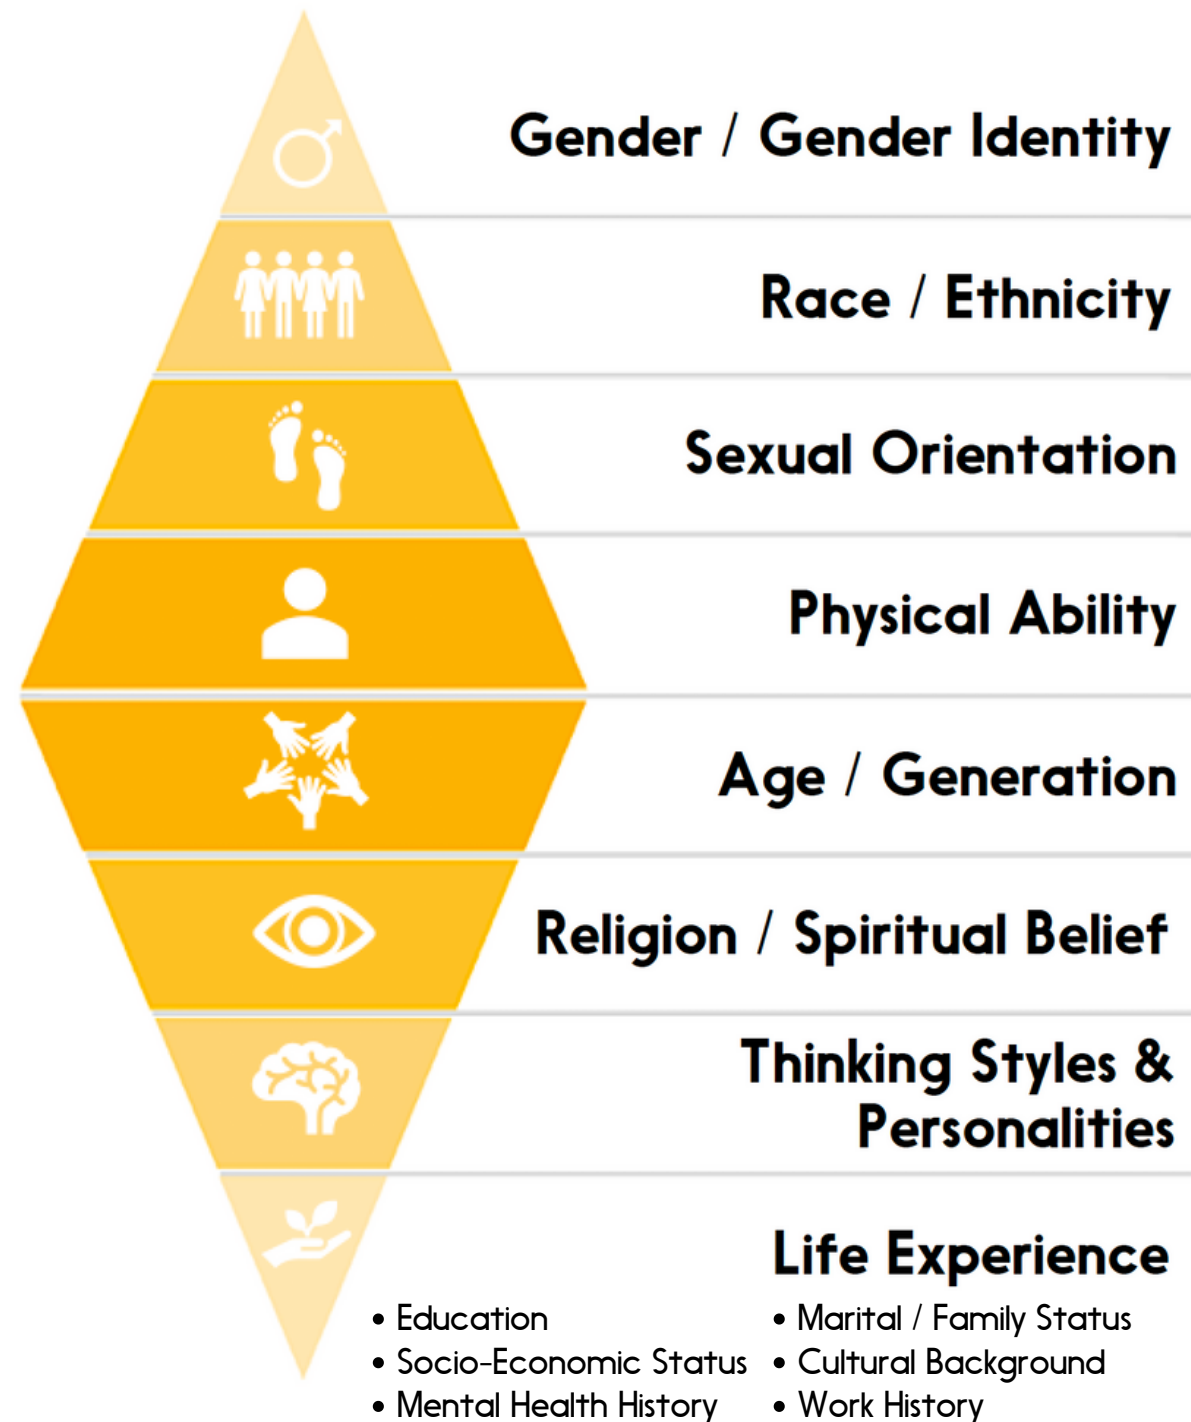 Gender / Gender Identity
Race / Ethnicity
Sexual Orientation
Physical Ability
Age / Generation
Religion / Spiritual Belief
Thinking Styles &
Personalities
Life Experience
• Education
• Socio-Economic Status
• Mental Health History
• Marital / Family Status
• Cultural Background
• Work History